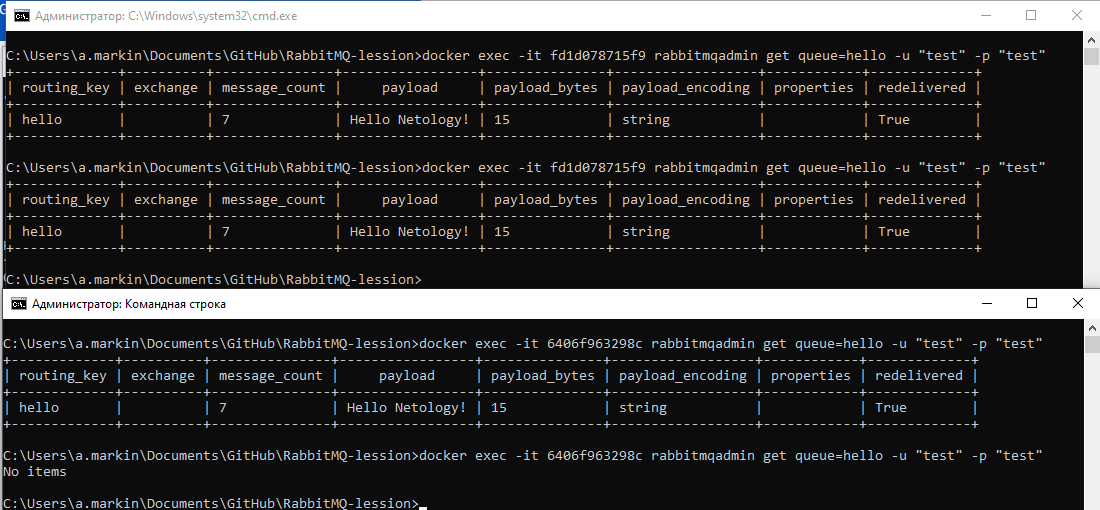 Администратор: C:\Windows\system32\cmd.exe
C:\Users\a.markin\Documents\GitHub\RabbitMQ-lession>docker exec -it fd1d078715f9 rabbitmqadmin get queue=hello -u "test" -p "test"
+-------------+----------+---------------+-----------------+---------------+------------------+------------+-------------+
| routing_key | exchange | message_count |     payload     | payload_bytes | payload_encoding | properties | redelivered |
+-------------+----------+---------------+-----------------+---------------+------------------+------------+-------------+
| hello       |          | 7             | Hello Netology! | 15            | string           |            | True        |
+-------------+----------+---------------+-----------------+---------------+------------------+------------+-------------+
C:\Users\a.markin\Documents\GitHub\RabbitMQ-lession>docker exec -it fd1d078715f9 rabbitmqadmin get queue=hello -u "test" -p "test"
+-------------+----------+---------------+-----------------+---------------+------------------+------------+-------------+
| routing_key | exchange | message_count |     payload     | payload_bytes | payload_encoding | properties | redelivered |
+-------------+----------+---------------+-----------------+---------------+------------------+------------+-------------+
| hello       |          | 7             | Hello Netology! | 15            | string           |            | True        |
+-------------+----------+---------------+-----------------+---------------+------------------+------------+-------------+
C:\Users\a.markin\Documents\GitHub\RabbitMQ-lession>
Администратор: Командная строка
C:\Users\a.markin\Documents\GitHub\RabbitMQ-lession>docker exec -it 6406f963298c rabbitmqadmin get queue=hello -u "test" -p "test"
+-------------+----------+---------------+-----------------+---------------+------------------+------------+-------------+
| routing_key | exchange | message_count |     payload     | payload_bytes | payload_encoding | properties | redelivered |
+-------------+----------+---------------+-----------------+---------------+------------------+------------+-------------+
| hello       |          | 7             | Hello Netology! | 15            | string           |            | True        |
+-------------+----------+---------------+-----------------+---------------+------------------+------------+-------------+
C:\Users\a.markin\Documents\GitHub\RabbitMQ-lession>docker exec -it 6406f963298c rabbitmqadmin get queue=hello -u "test" -p "test"
No items
C:\Users\a.markin\Documents\GitHub\RabbitMQ-lession>